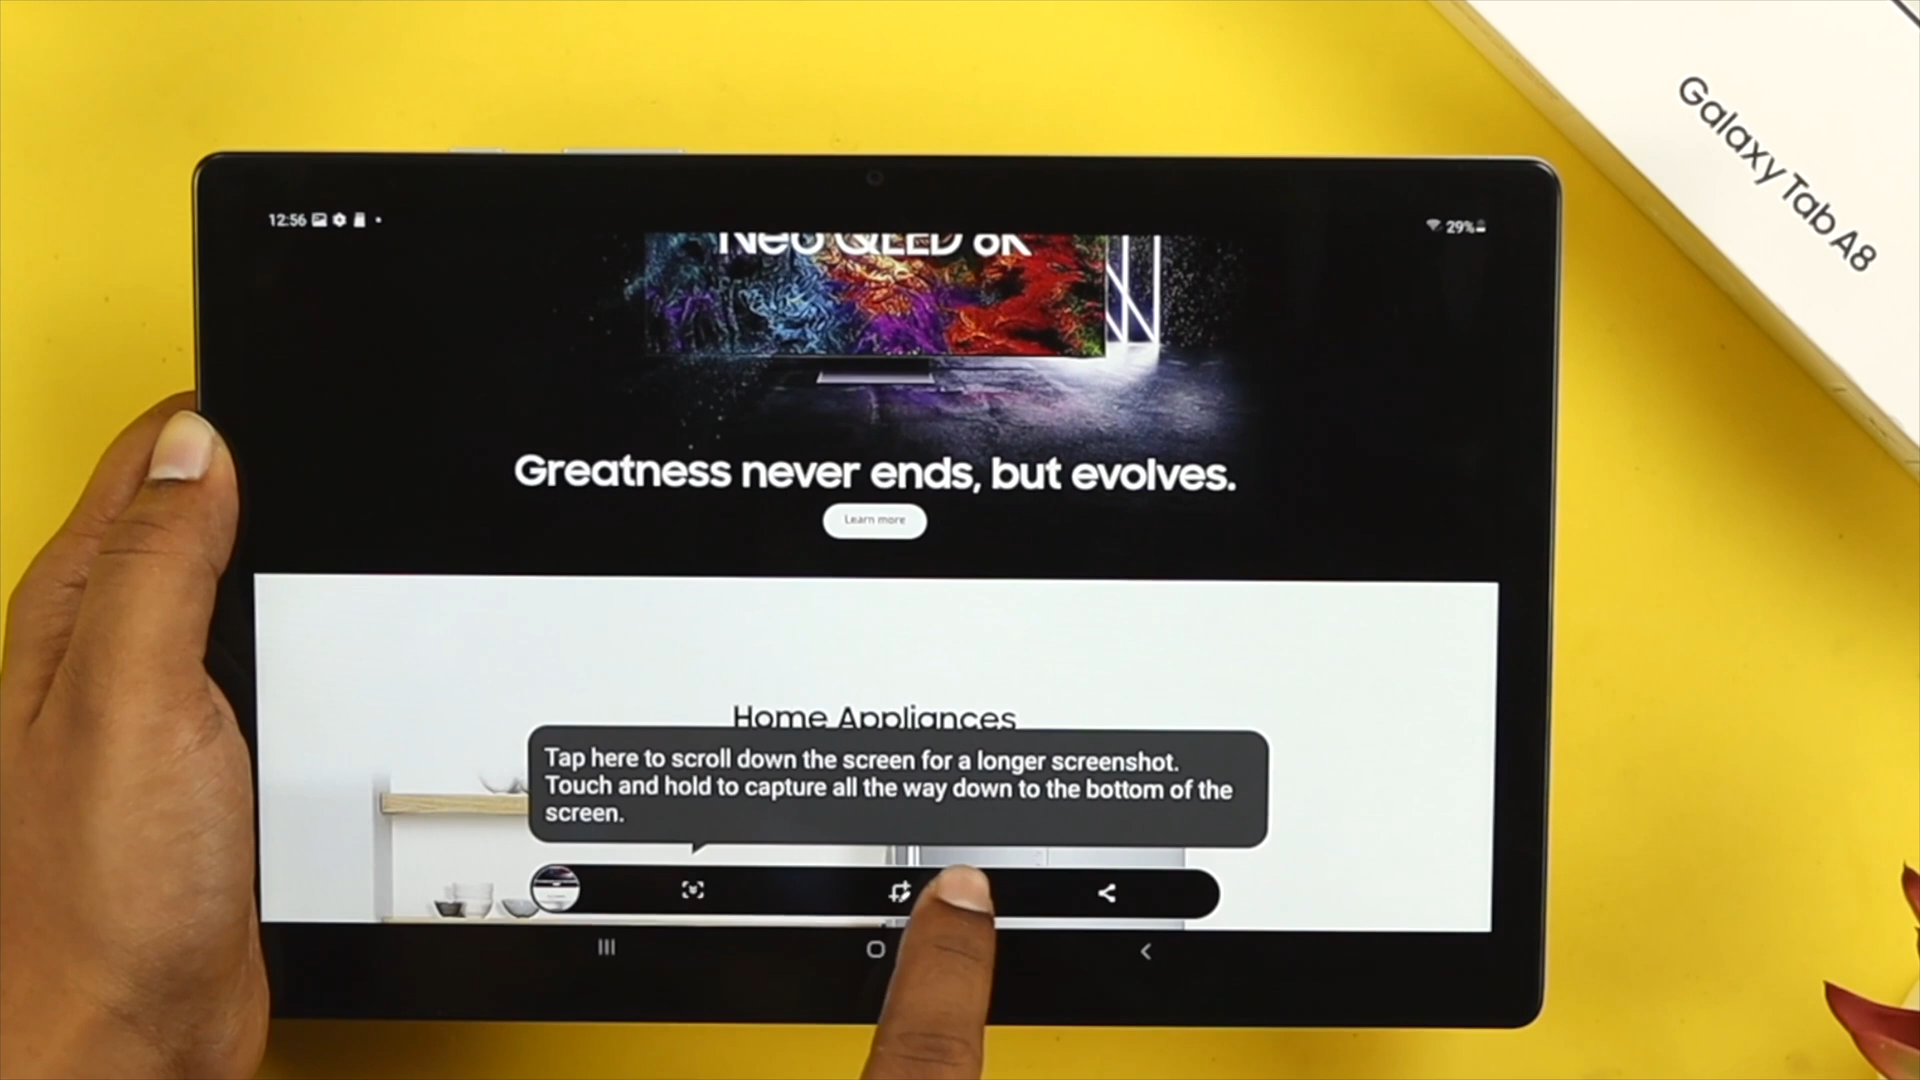 Galaxy Tab A8
12:56
29%
Neo QLED 8K
Greatness never ends, but evolves.
Learn more
Home Appliances
Tap here to scroll down the screen for a longer screenshot.
Touch and hold to capture all the way down to the bottom of the
screen.